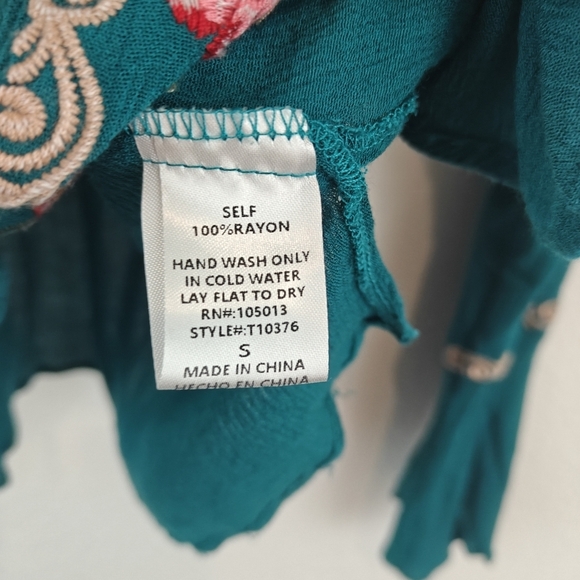 SELF
100%RAYON
HAND WASH ONLY
IN COLD WATER
LAY FLAT TO DRY
RN#:105013
STYLE#:T10376
S
MADE IN CHINA
HECHO EN CHINA